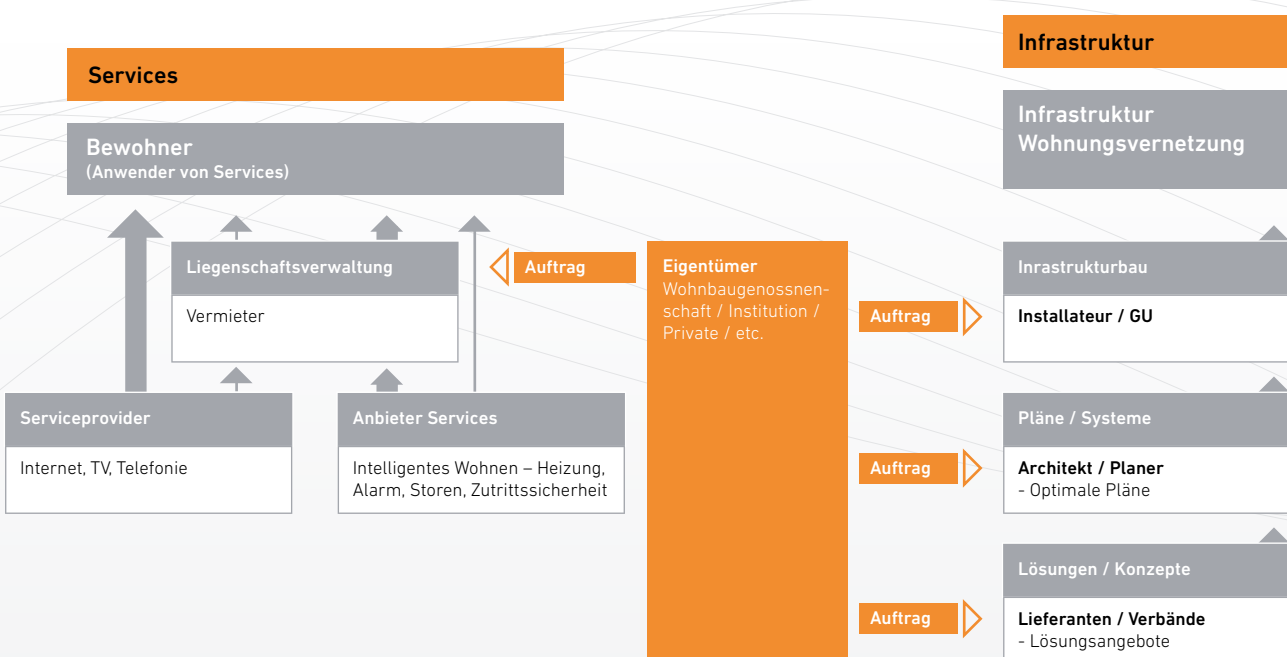 Services
Bewohner
(Anwender von Services)
Liegenschaftsverwaltung
Vermieter
Serviceprovider
Internet, TV, Telefonie
Anbieter Services
Intelligentes Wohnen – Heizung,
Alarm, Storen, Zutrittssicherheit
Auftrag
Eigentümer
Wohnbaugenossnen-
schaft / Institution /
Private / etc.
Auftrag
Auftrag
Auftrag
Infrastruktur
Infrastruktur
Wohnungsvernetzung
Inrastrukturbau
Installateur / GU
Pläne / Systeme
Architekt / Planer
- Optimale Pläne
Lösungen / Konzepte
Lieferanten / Verbände
- Lösungsangebote